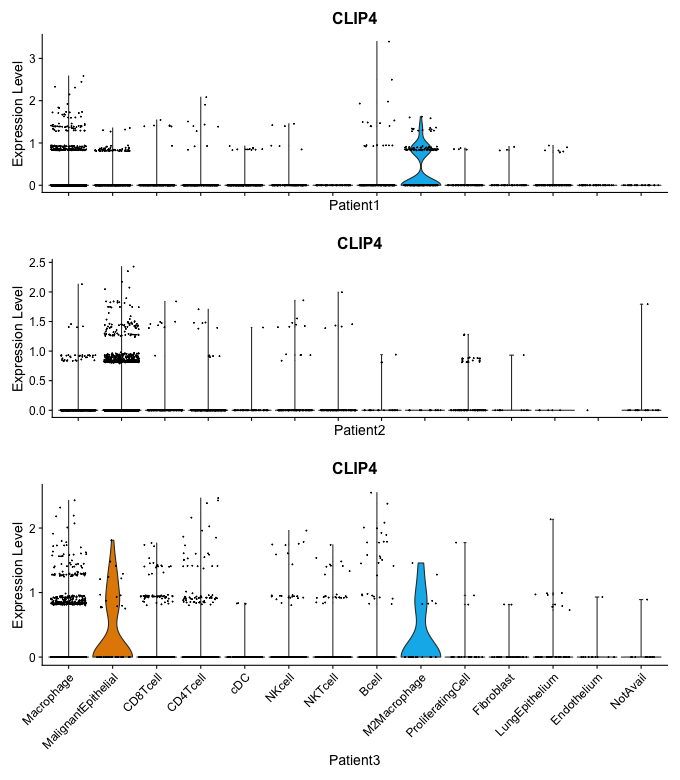 CLIP4
Expression Level
3
2
1
0
Patient1
CLIP4
Expression Level
2.5
2.0
1.5
1.0
0.5
0.0
Patient2
CLIP4
Expression Level
2
1
0
Macrophage
MalignantEpithelial
CD8Tcell
CD4Tcell
cDC
NKcell
NKTcell
Bcell
M2Macrophage
ProliferatingCell
Fibroblast
LungEpithelium
Endothelium
NotAvail
Patient3